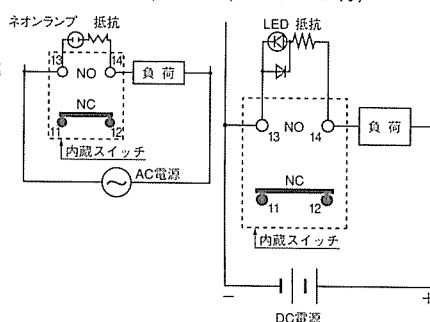 ネオンランプ 抵抗
13 14
NO
負荷
NC
11 12
内蔵スイッチ
AC電源
LED 抵抗
NO
13 14
負荷
NC
11 12
内蔵スイッチ
− +
DC電源